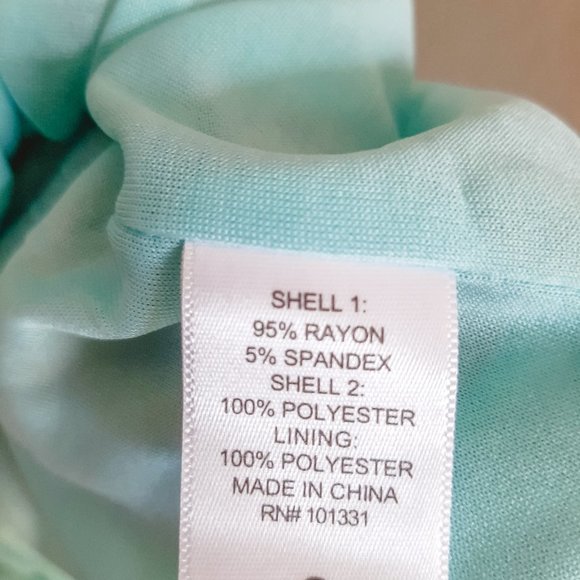 SHELL 1:
95% RAYON
5% SPANDEX
SHELL 2:
100% POLYESTER
LINING:
100% POLYESTER
MADE IN CHINA
RN# 101331